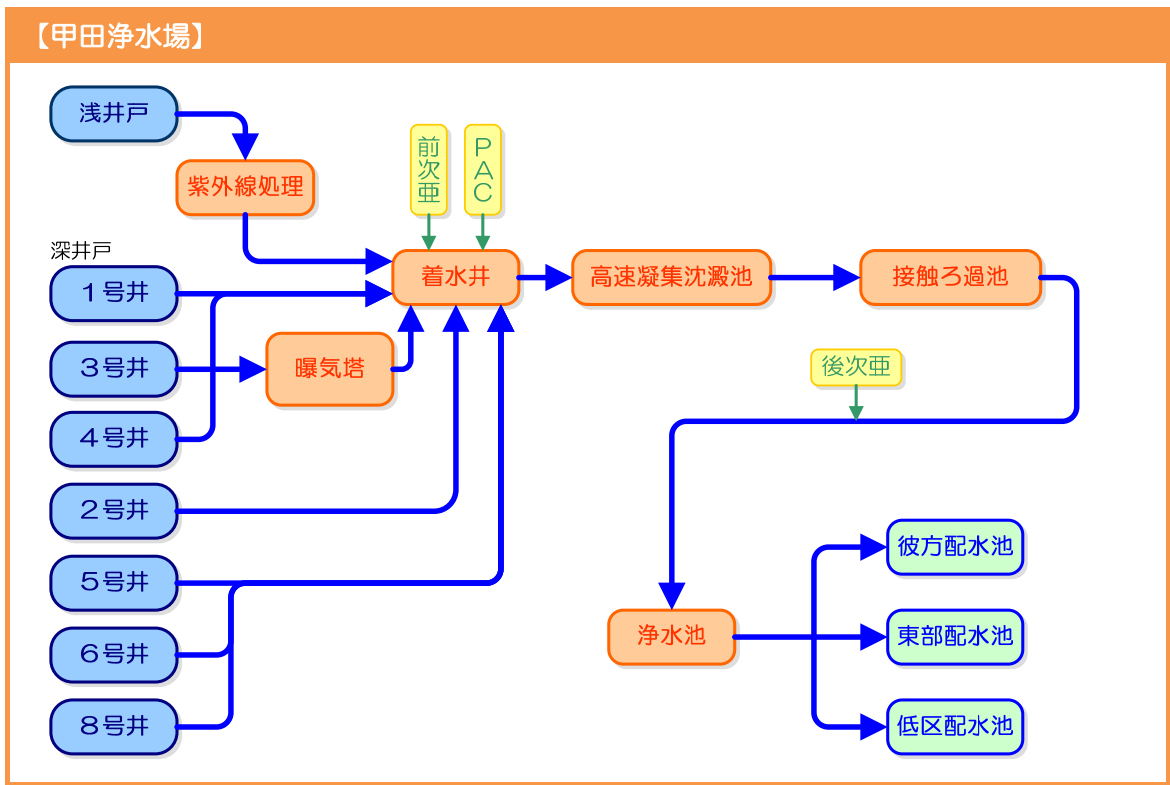 【甲田浄水場】
浅井戸
紫外線処理
前次亜
PAC
深井戸
1号井
着水井
高速凝集沈澱池
接触ろ過池
3号井
曝気塔
後次亜
4号井
2号井
5号井
彼方配水池
6号井
浄水池
東部配水池
8号井
低区配水池